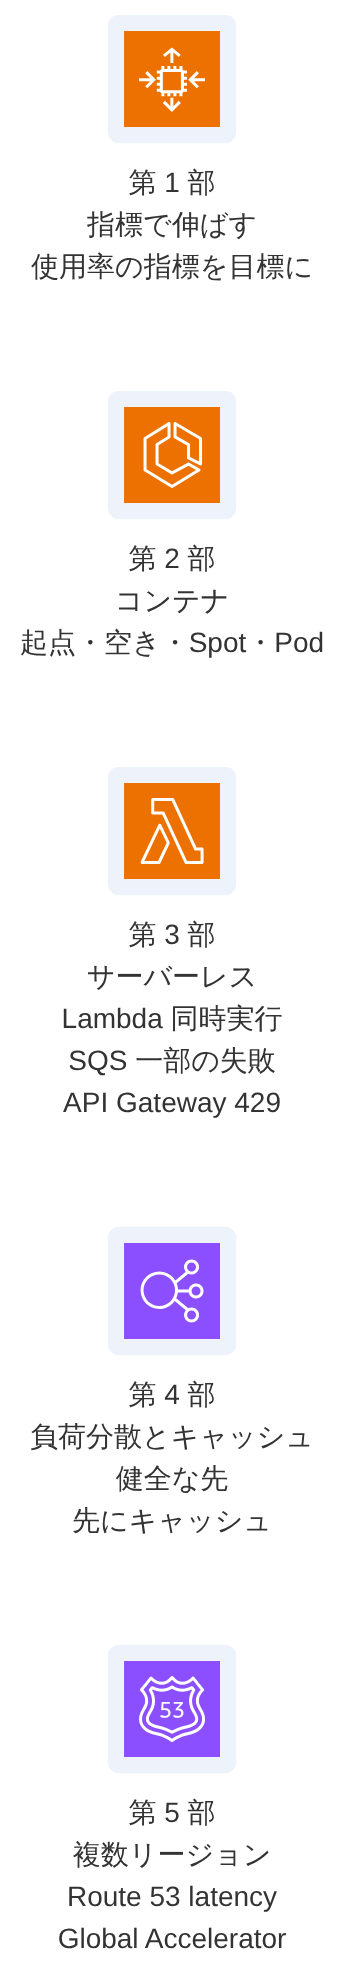 第 1 部
指標で伸ばす
使用率の指標を目標に
第 2 部
コンテナ
起点・空き・Spot・Pod
第 3 部
サーバーレス
Lambda 同時実行
SQS 一部の失敗
API Gateway 429
第 4 部
負荷分散とキャッシュ
健全な先
先にキャッシュ
53
第 5 部
複数リージョン
Route 53 latency
Global Accelerator